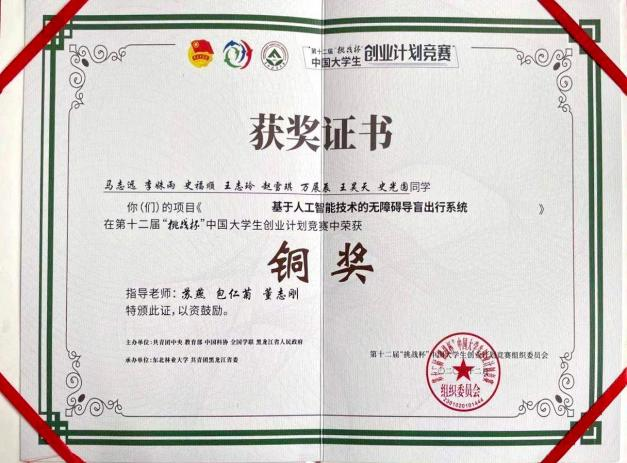 第十二届“挑战杯”
中国大学生 创业计划竞赛
获奖证书
马志远 李姝雨 史福顺 王志玲 赵雪琪 万展辰 王昊天 史光国同学
你（们）的项目《 基于人工智能技术的无障碍导盲出行系统 》
在第十二届“挑战杯”中国大学生创业计划竞赛中荣获
铜奖
指导老师：苏燕 包仁菊 董志刚
特颁此证，以资鼓励。
主办单位：共青团中央 教育部 中国科协 全国学联 黑龙江省人民政府
承办单位：东北林业大学 共青团黑龙江省委
第十二届“挑战杯”中国大学生创业计划竞赛组织委员会
组织委员会